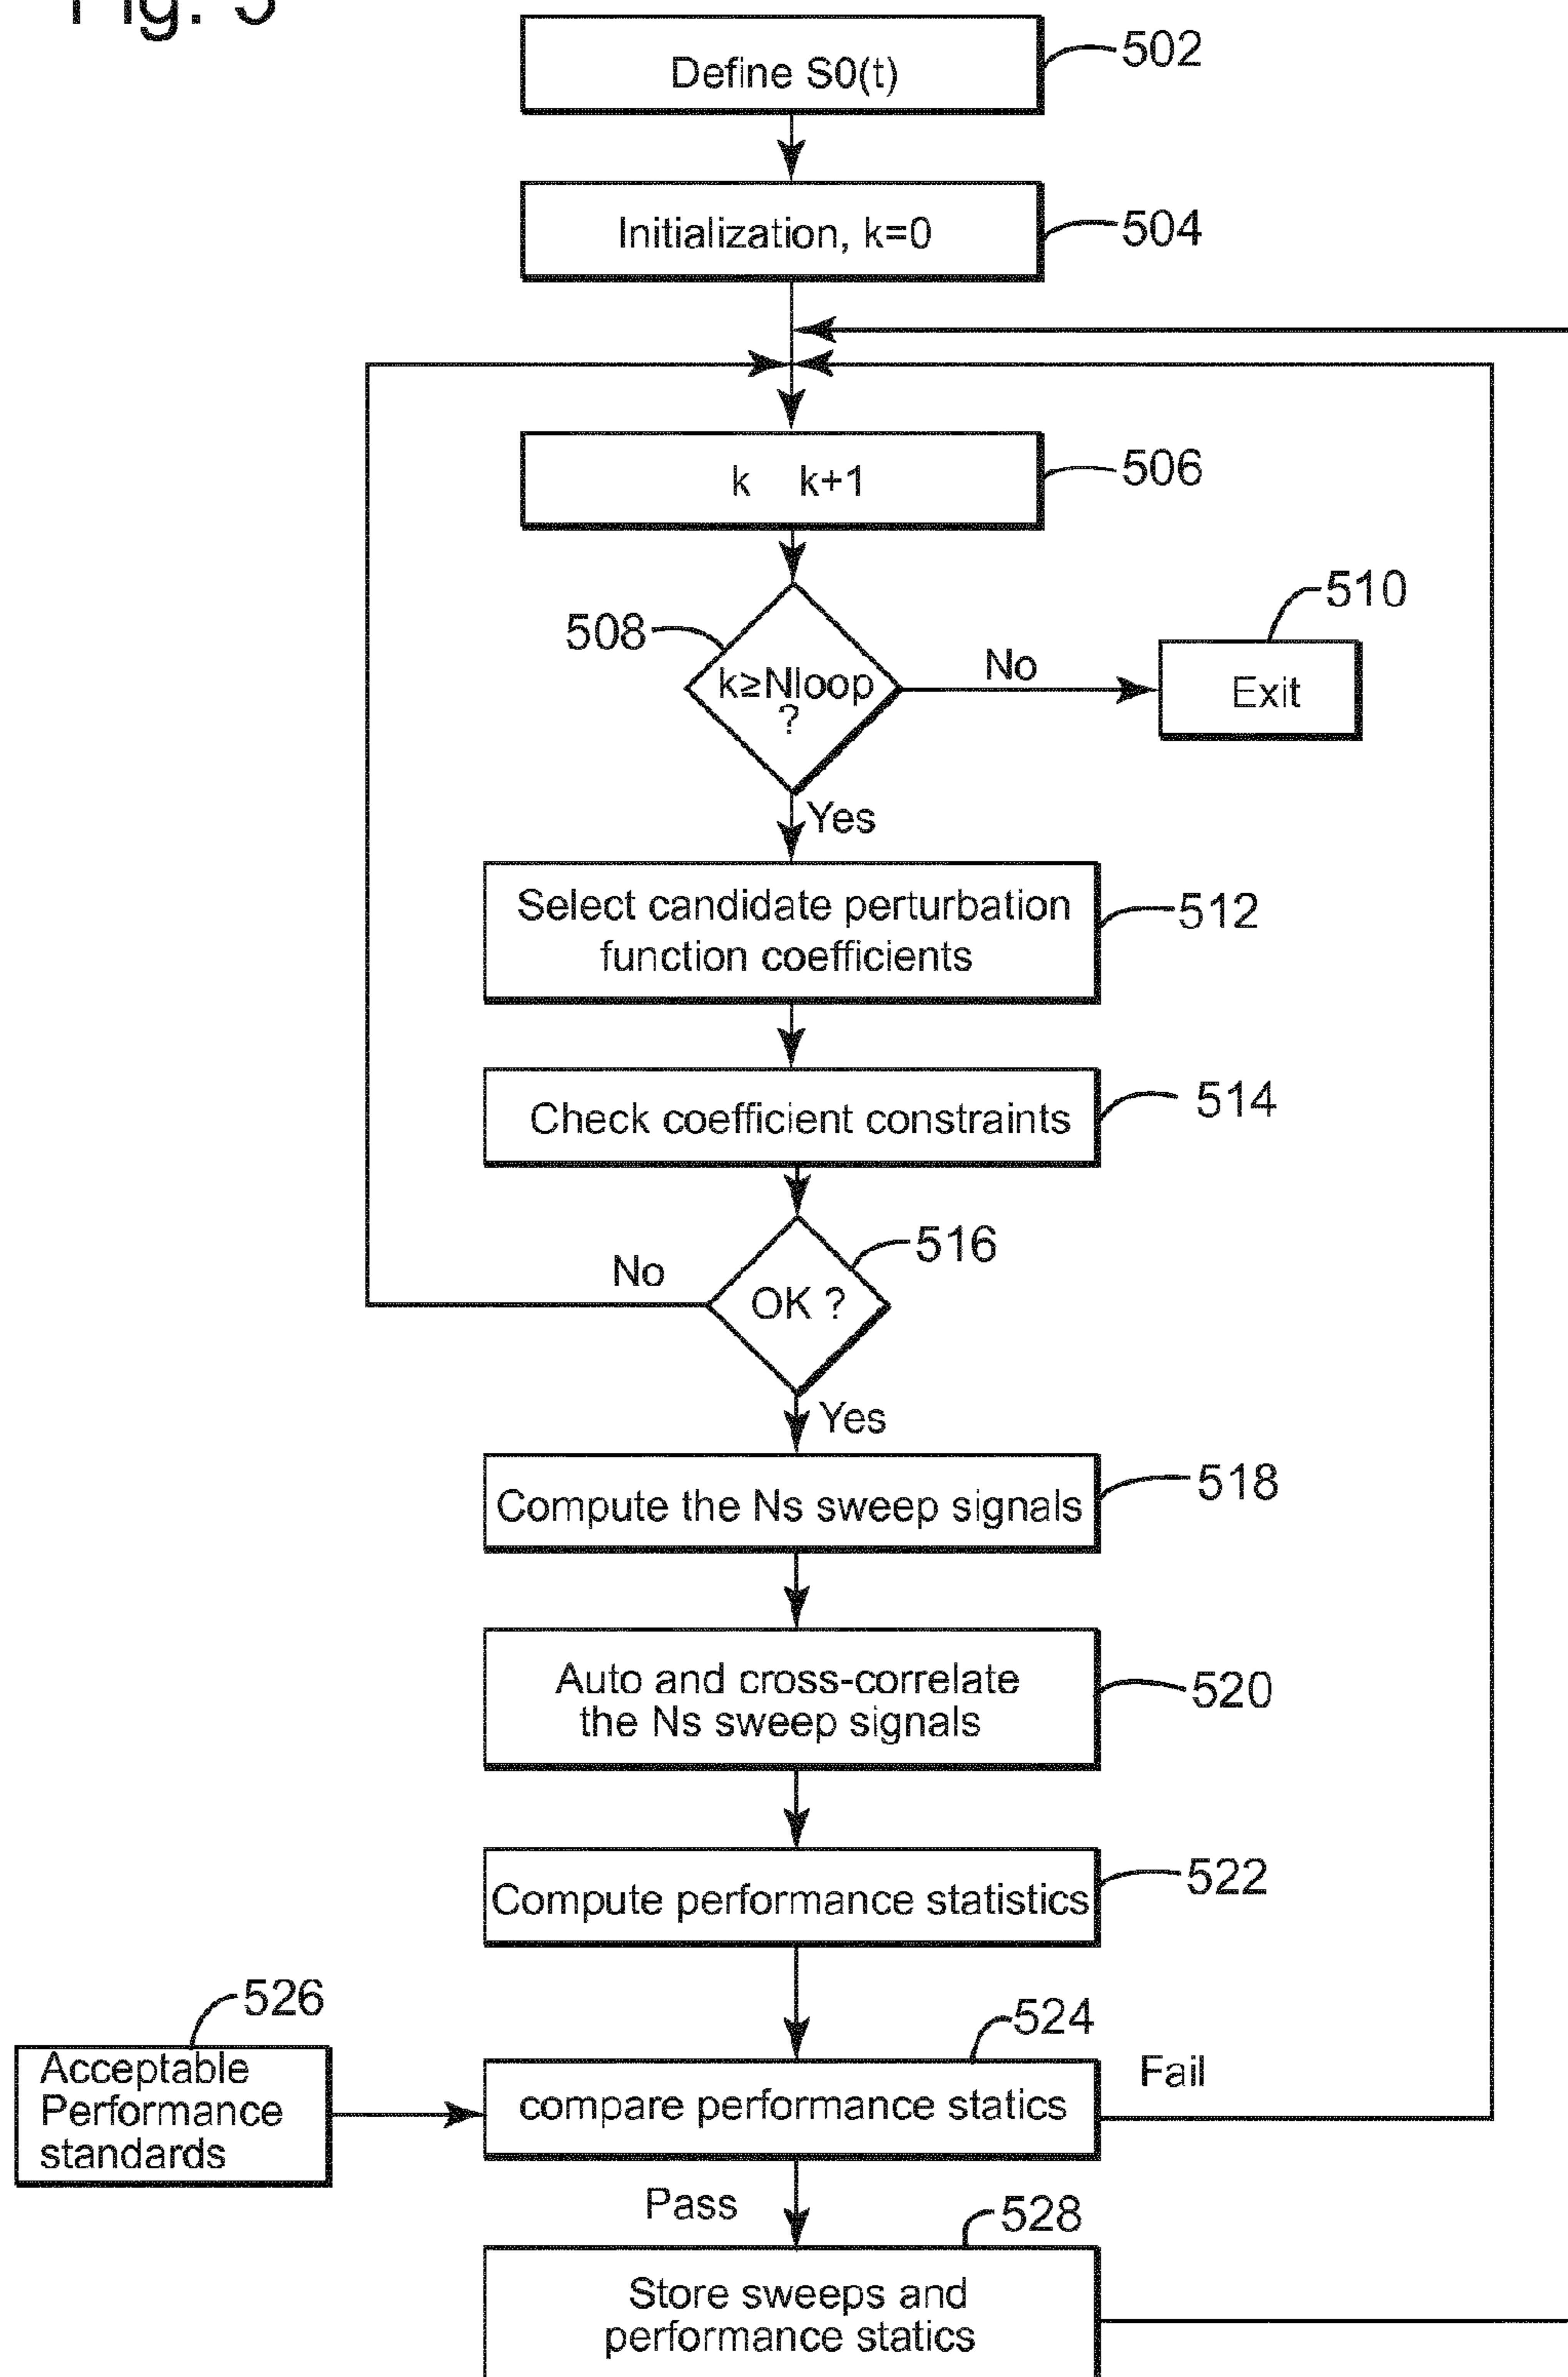 Fig. 5
Define S0(t)
502
Initialization, k=0
504
k k+1
506
508
k≥Nloop
?
No
510
Exit
Yes
Select candidate perturbation
function coefficients
512
Check coefficient constraints
514
516
No
OK ?
Yes
Compute the Ns sweep signals
518
Auto and cross-correlate
the Ns sweep signals
520
Compute performance statistics
522
526
Acceptable
Performance
standards
524
compare performance statics
Fail
Pass
528
Store sweeps and
performance statics